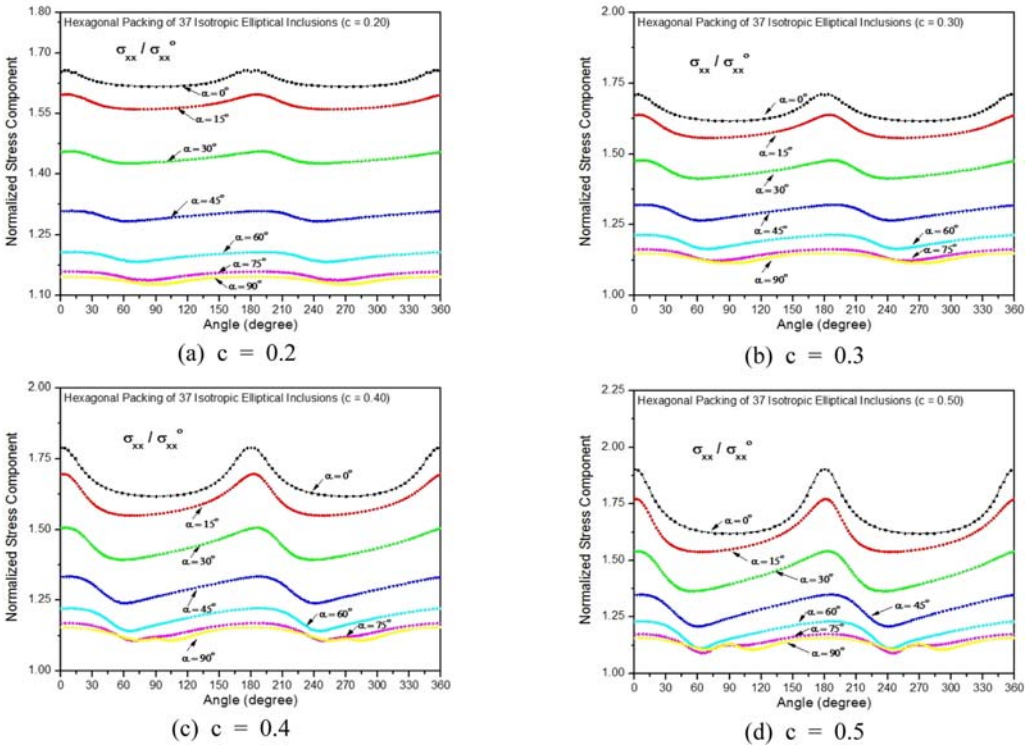 Hexagonal Packing of 37 Isotropic Elliptical Inclusions (c = 0.20)
σxx / σxx°
α=0°
α=15°
α=30°
α=45°
α=60°
α=75°
α=90°
Normalized Stress Component
1.80
1.70
1.55
1.40
1.25
1.10
0 30 60 90 120 150 180 210 240 270 300 330 360
Angle (degree)
(a) c = 0.2
Hexagonal Packing of 37 Isotropic Elliptical Inclusions (c = 0.30)
σxx / σxx°
α=0°
α=15°
α=30°
α=45°
α=60°
α=75°
α=90°
Normalized Stress Component
2.00
1.75
1.50
1.25
1.00
0 30 60 90 120 150 180 210 240 270 300 330 360
Angle (degree)
(b) c = 0.3
Hexagonal Packing of 37 Isotropic Elliptical Inclusions (c = 0.40)
σxx / σxx°
α=0°
α=15°
α=30°
α=45°
α=60°
α=75°
α=90°
Normalized Stress Component
2.00
1.75
1.50
1.25
1.00
0 30 60 90 120 150 180 210 240 270 300 330 360
Angle (degree)
(c) c = 0.4
Hexagonal Packing of 37 Isotropic Elliptical Inclusions (c = 0.50)
σxx / σxx°
α=0°
α=15°
α=30°
α=45°
α=60°
α=75°
α=90°
Normalized Stress Component
2.25
2.00
1.75
1.50
1.25
1.00
0 30 60 90 120 150 180 210 240 270 300 330 360
Angle (degree)
(d) c = 0.5